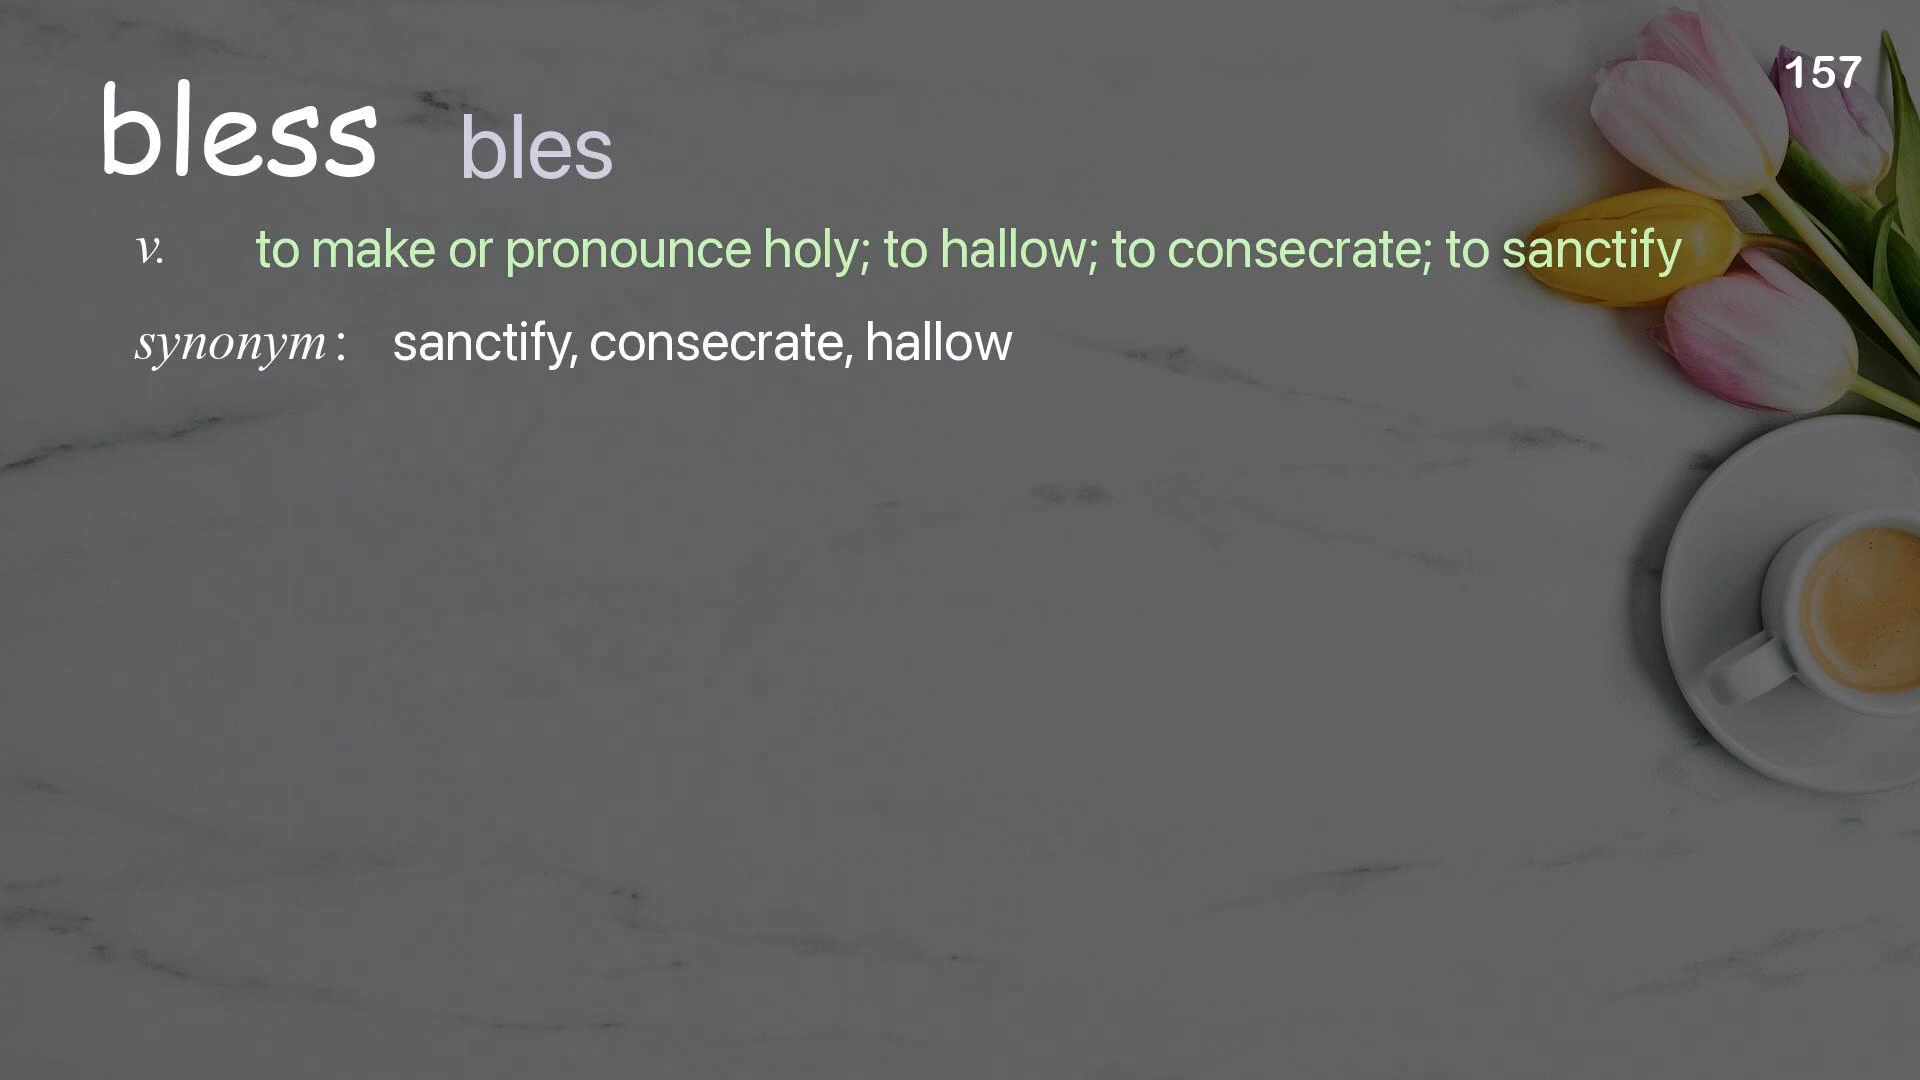 157
bless bles
v. to make or pronounce holy; to hallow; to consecrate; to sanctify
synonym : sanctify, consecrate, hallow